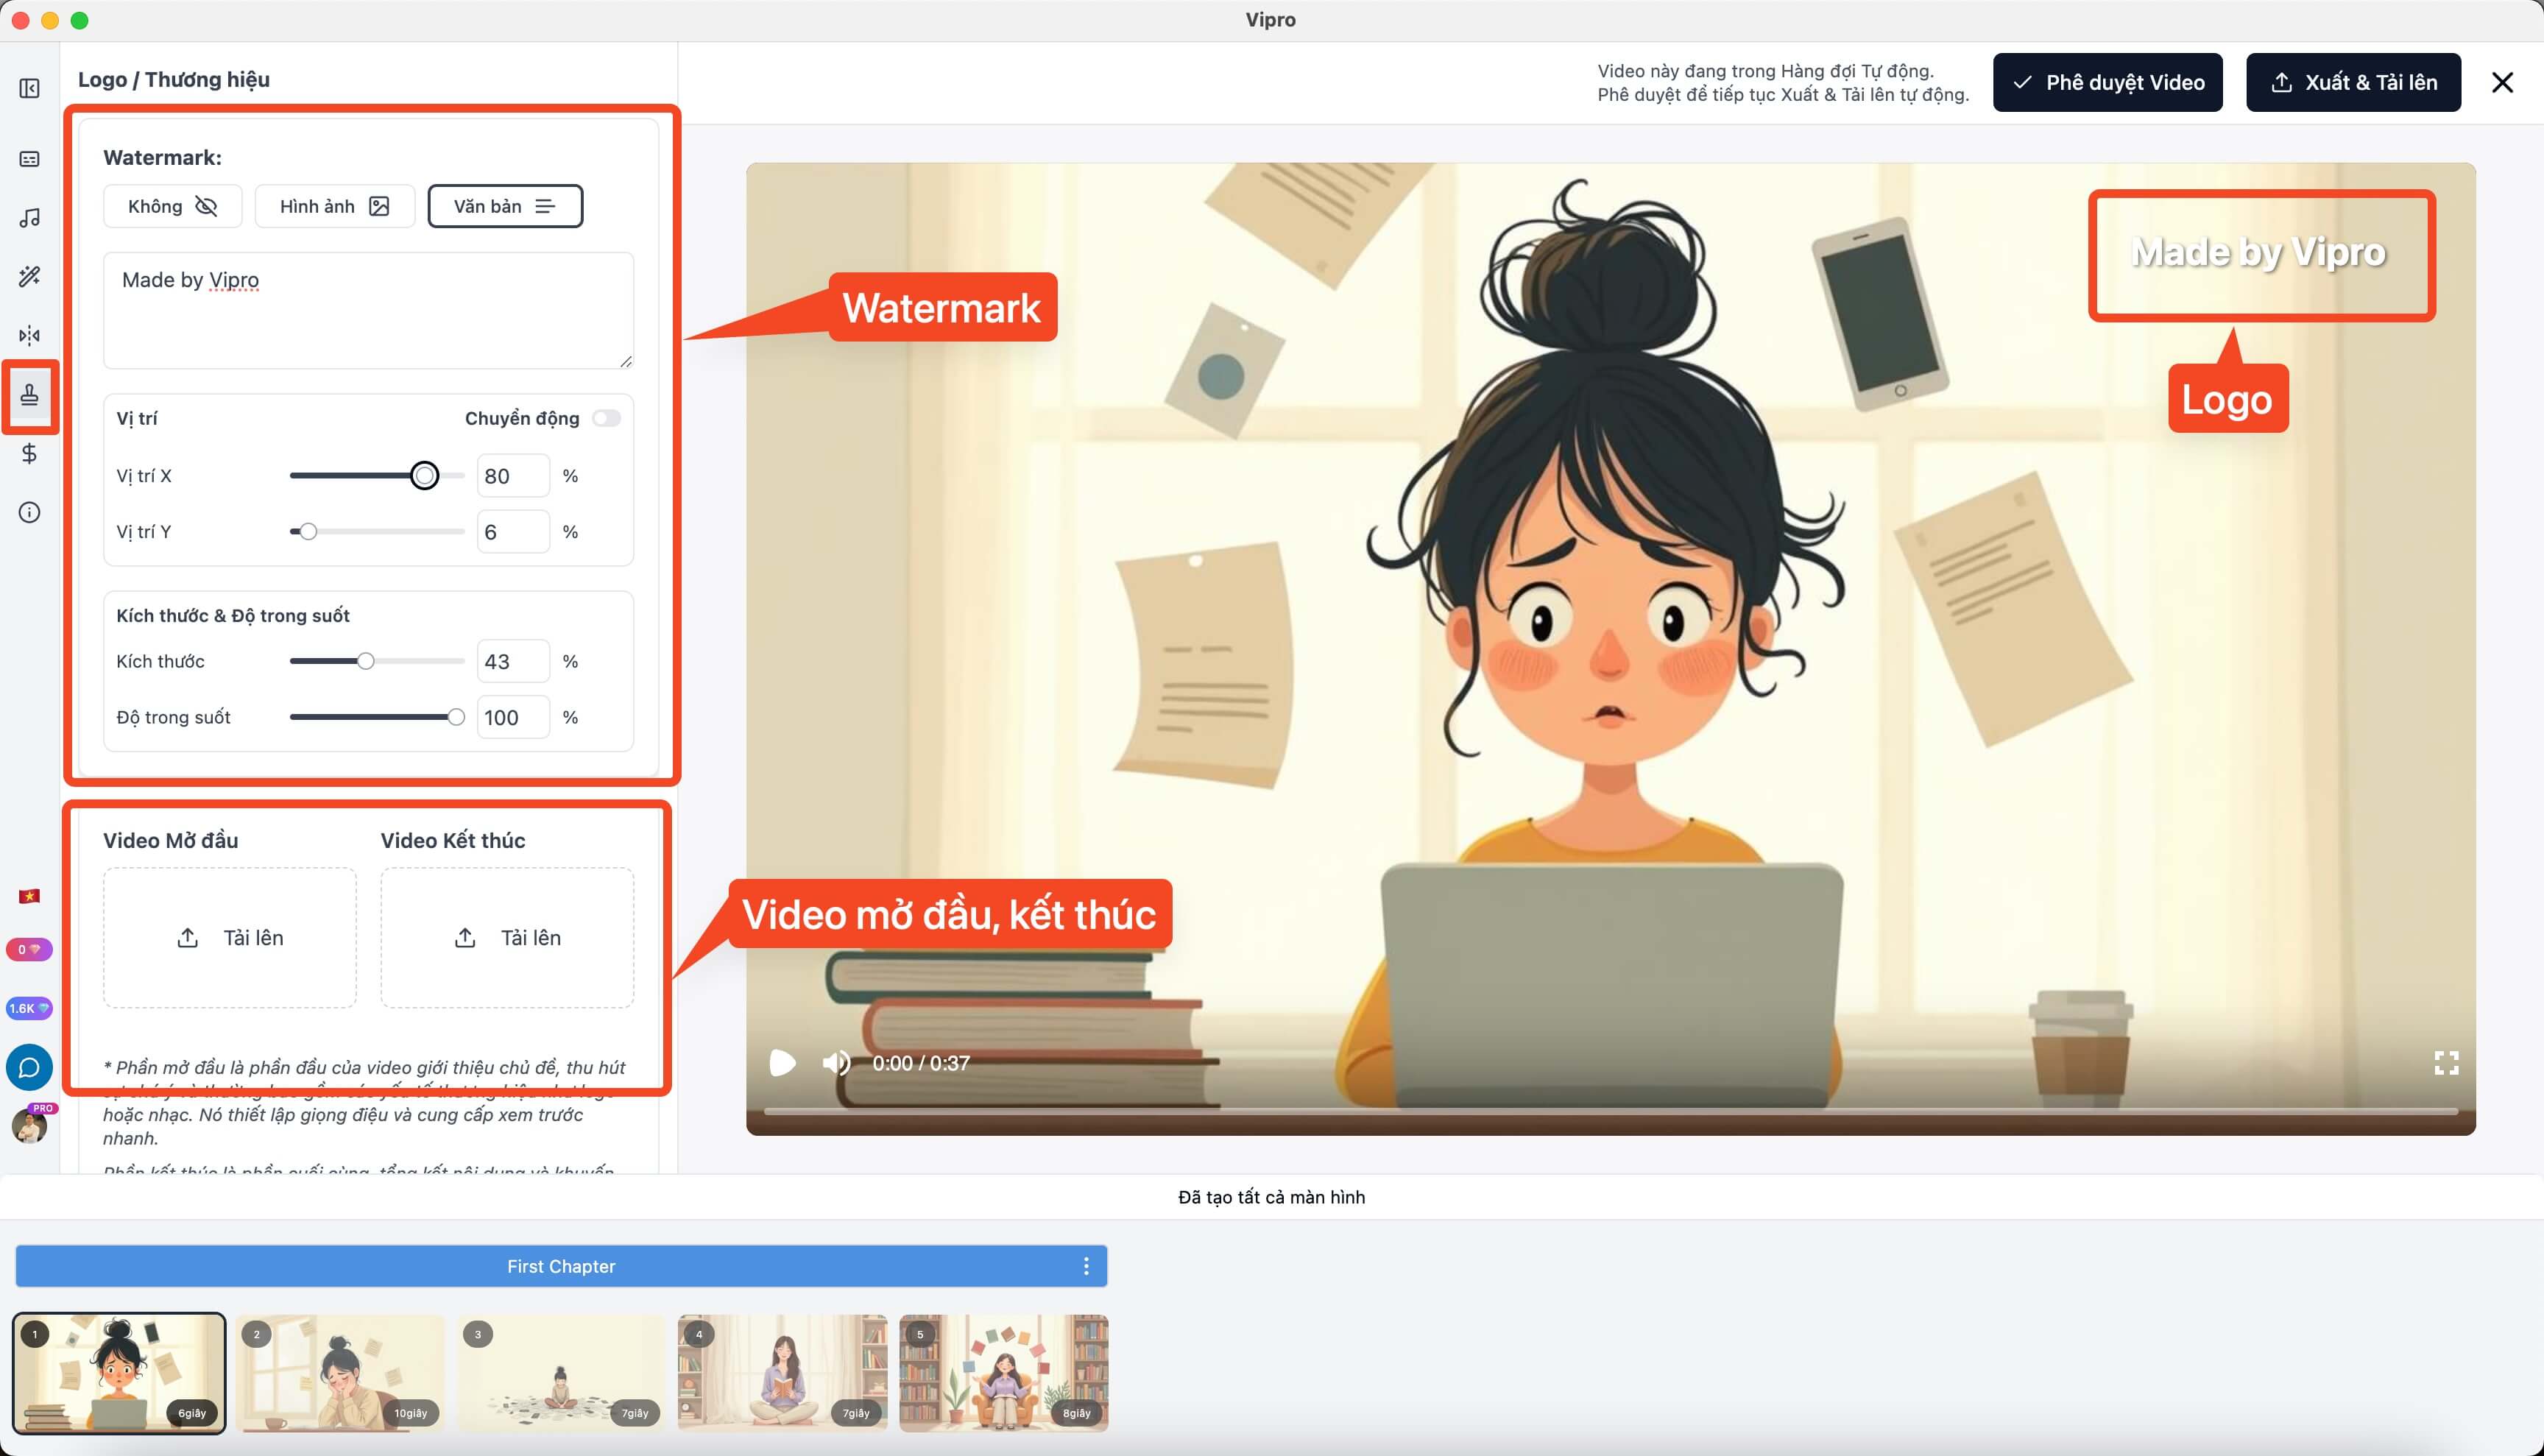 Vipro
Logo / Thương hiệu
Video này đang trong Hàng đợi Tự động.
Phê duyệt để tiếp tục Xuất & Tải lên tự động.
Phê duyệt Video
Xuất & Tải lên
Watermark:
Không
Hình ảnh
Văn bản
Made by Vipro
Vị trí
Chuyển động
Vị trí X
80
%
Vị trí Y
6
%
Kích thước & Độ trong suốt
Kích thước
43
%
Độ trong suốt
100
%
Video Mở đầu
Video Kết thúc
Tải lên
Tải lên
* Phần mở đầu là phần đầu của video giới thiệu chủ đề, thu hút
hoặc nhạc. Nó thiết lập giọng điệu và cung cấp xem trước
nhanh.
Phần kết thúc là phần cuối cùng, tổng kết nội dung và khuyến
0
1.6K
PRO
Watermark
Made by Vipro
Logo
Video mở đầu, kết thúc
0:00 / 0:37
Đã tạo tất cả màn hình
First Chapter
1
6giây
2
10giây
3
7giây
4
7giây
5
8giây